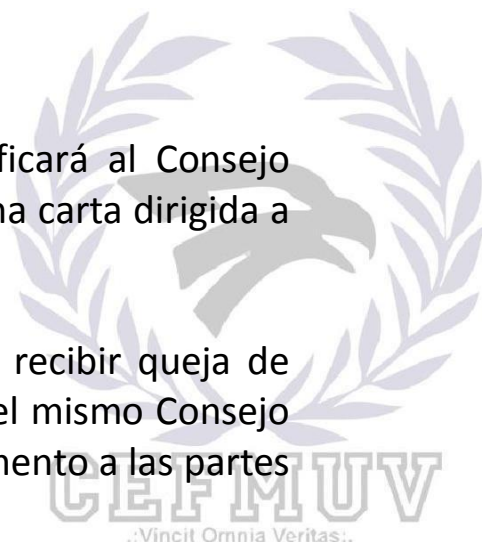 ficará al Consejo
na carta dirigida a
recibir queja de
el mismo Consejo
nento a las partes
CEFMUV
.:Vincit Omnia Veritas:.